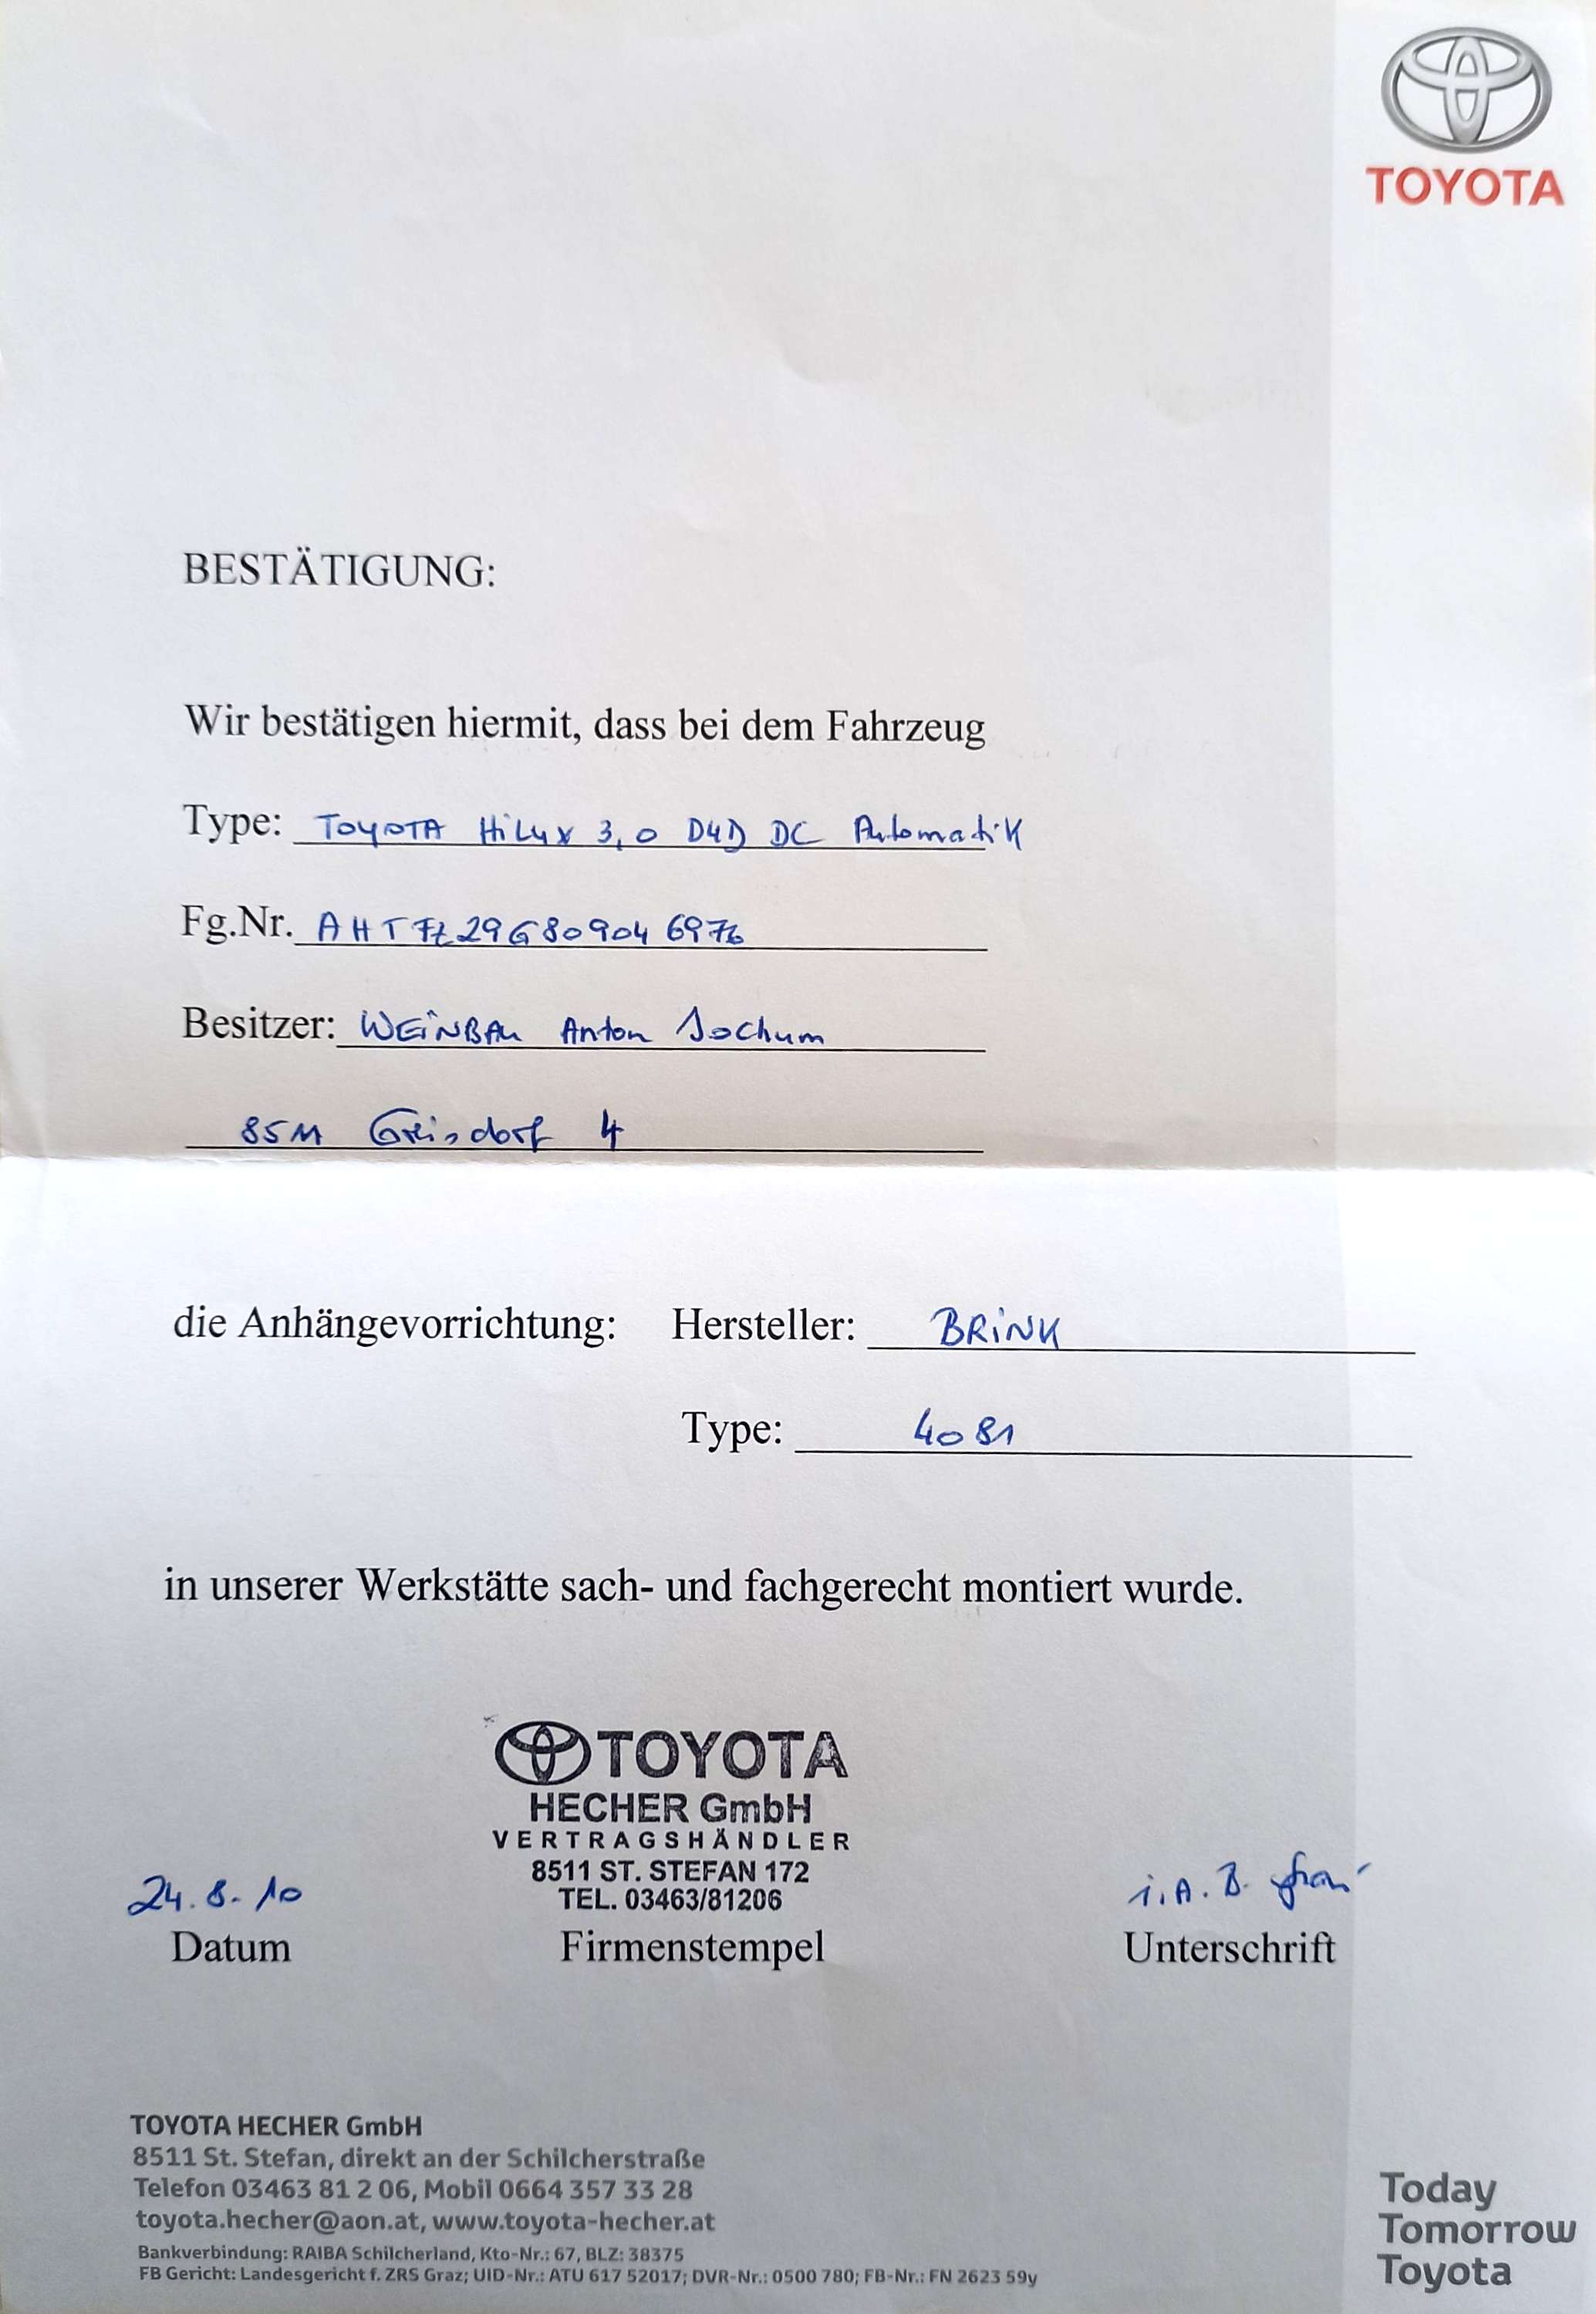 TOYOTA
BESTÄTIGUNG:
Wir bestätigen hiermit, dass bei dem Fahrzeug
Type: TOYOTA HiLux 3,0 D4D DC Automatik
Fg.Nr. AHTFZ29G809046976
Besitzer: WEiNBAu Anton Jochum
8511 Greisdorf 4
die Anhängevorrichtung: Hersteller: BRiNK
Type: 4081
in unserer Werkstätte sach- und fachgerecht montiert wurde.
TOYOTA
HECHER GmbH
VERTRAGSHÄNDLER
8511 ST. STEFAN 172
TEL. 03463/81206
24.8.10 i.A. B.
Datum Firmenstempel Unterschrift
TOYOTA HECHER GmbH
8511 St. Stefan, direkt an der Schilcherstraße
Telefon 03463 81 2 06, Mobil 0664 357 33 28
toyota.hecher@aon.at, www.toyota-hecher.at
Bankverbindung: RAIBA Schilcherland, Kto-Nr.: 67, BLZ: 38375
FB Gericht: Landesgericht f. ZRS Graz; UID-Nr.: ATU 617 52017; DVR-Nr.: 0500 780; FB-Nr.: FN 2623 59y
Today
Tomorrow
Toyota